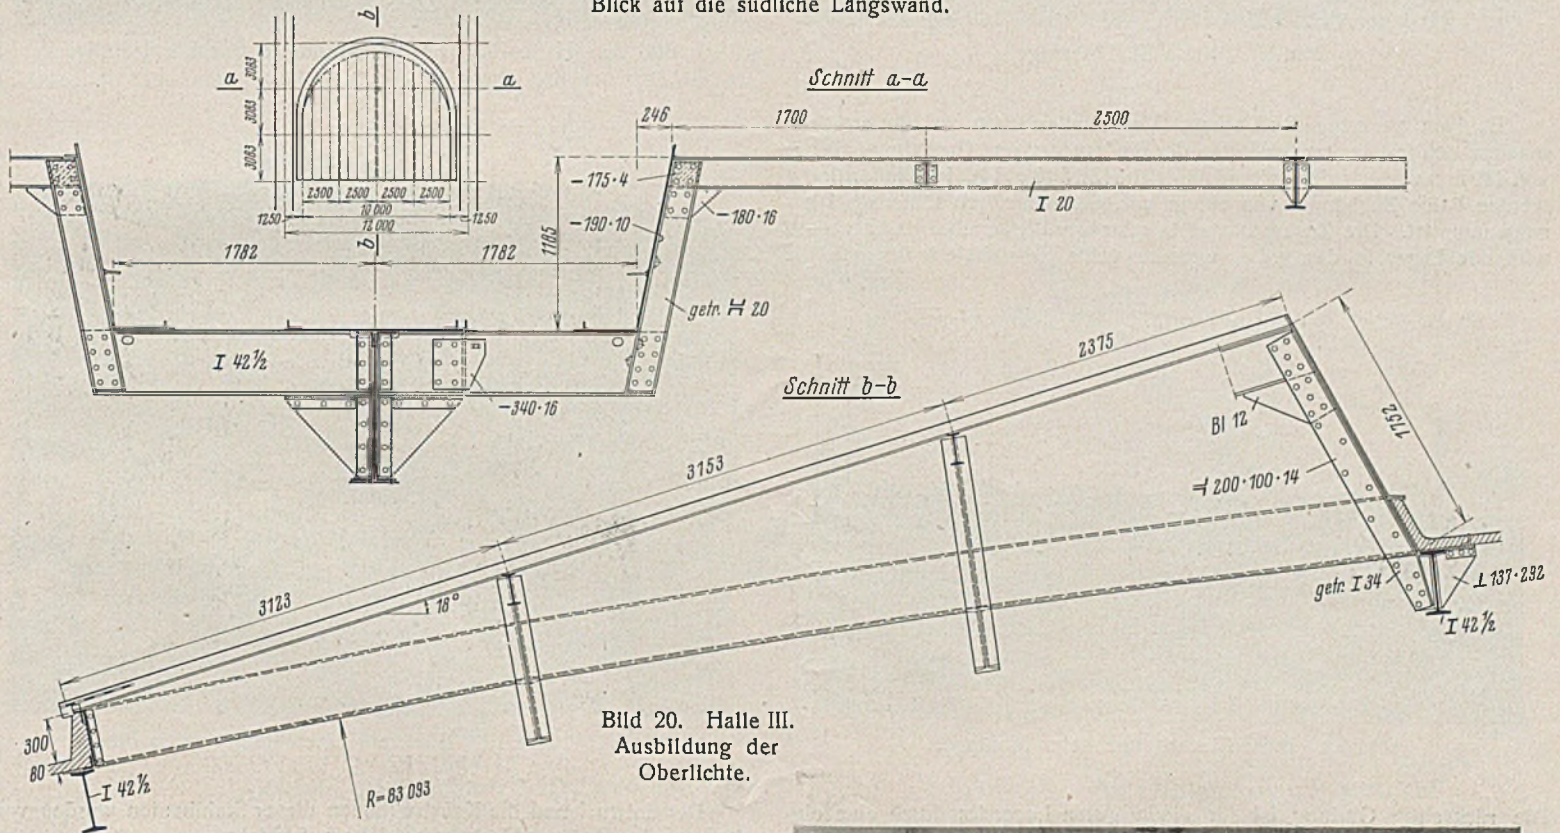 Blick auf die südliche Längswand.
b
3083
3083
3083
a
a
2500 2500 2500 2500
1250 10 000 1250
12 000
b
Schnitt a-a
246 1700 2500
–175·4
–190·10
–180·16
I 20
1185
1782 1782
I 42½
–340·16
Schnitt b-b
2375
1752
Bl 12
3153
200·100·14
3123
18°
getr. I 34
⊥ 137·292
I 42½
300
80
I 42½
R=83 093
Bild 20. Halle III.
Ausbildung der
Oberlichte.